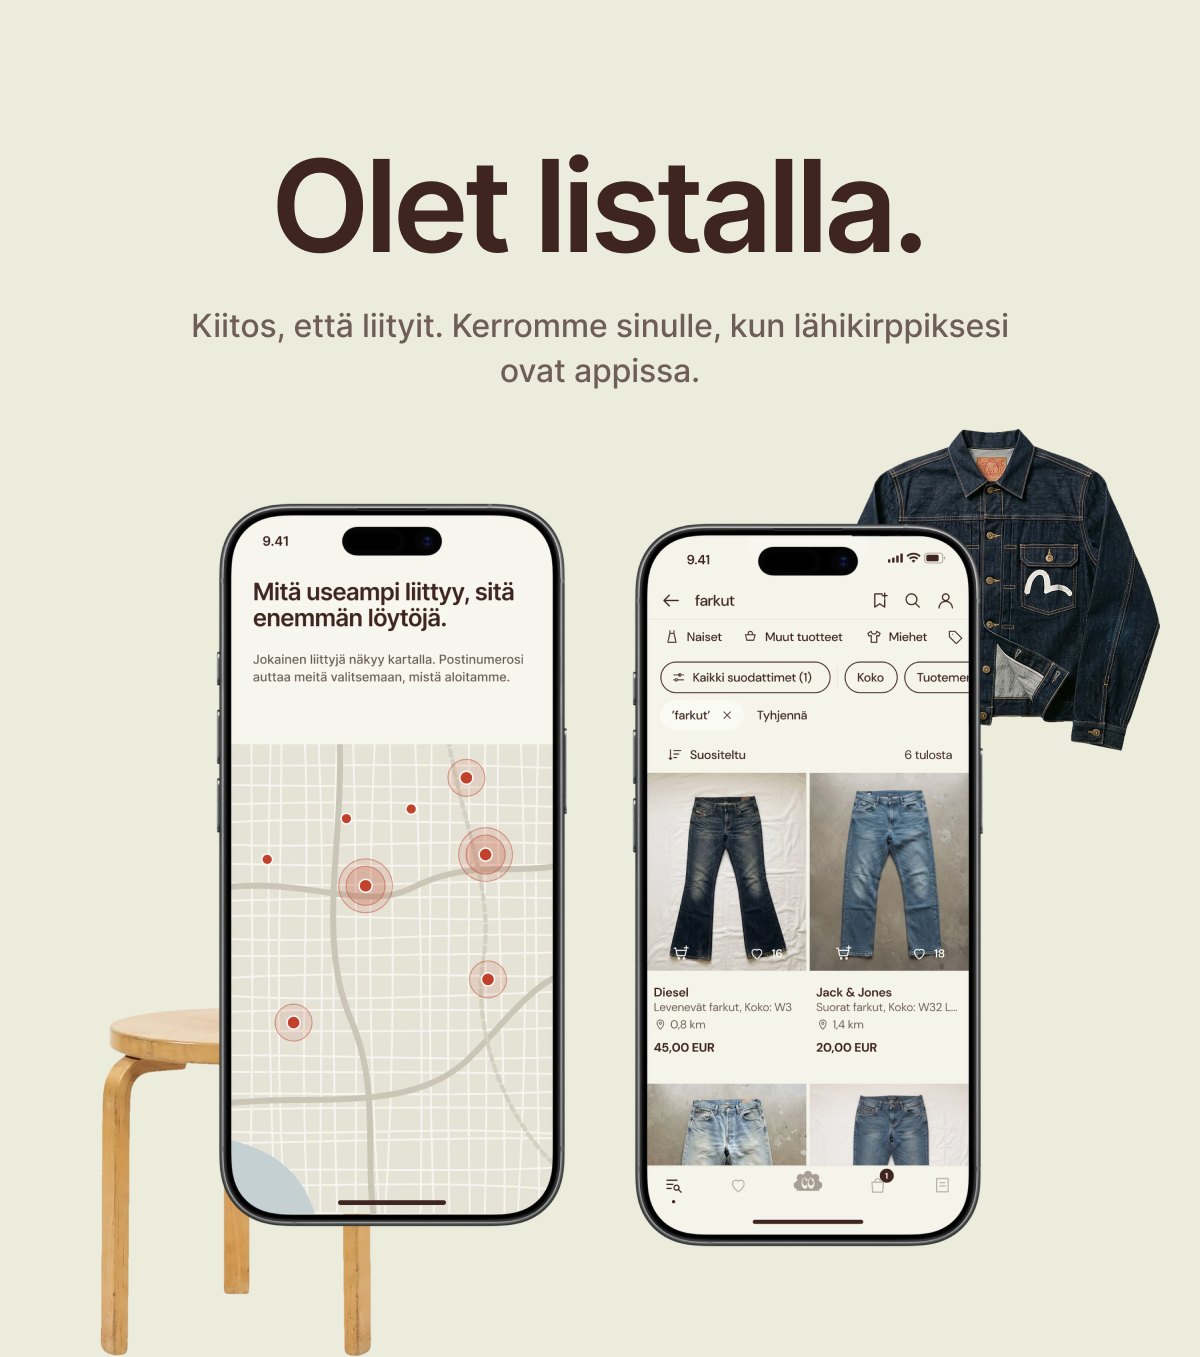 Olet listalla.
Kiitos, että liityit. Kerromme sinulle, kun lähikirppiksesi
ovat appissa.
9.41
Mitä useampi liittyy, sitä
enemmän löytöjä.
Jokainen liittyjä näkyy kartalla. Postinumerosi
auttaa meitä valitsemaan, mistä aloitamme.
9.41
farkut
Naiset Muut tuotteet Miehet
Kaikki suodattimet (1) Koko Tuotemer
'farkut' Tyhjennä
Suositeltu 6 tulosta
16 18
Diesel
Levenevät farkut, Koko: W3
0,8 km
45,00 EUR
Jack & Jones
Suorat farkut, Koko: W32 L...
1,4 km
20,00 EUR
1